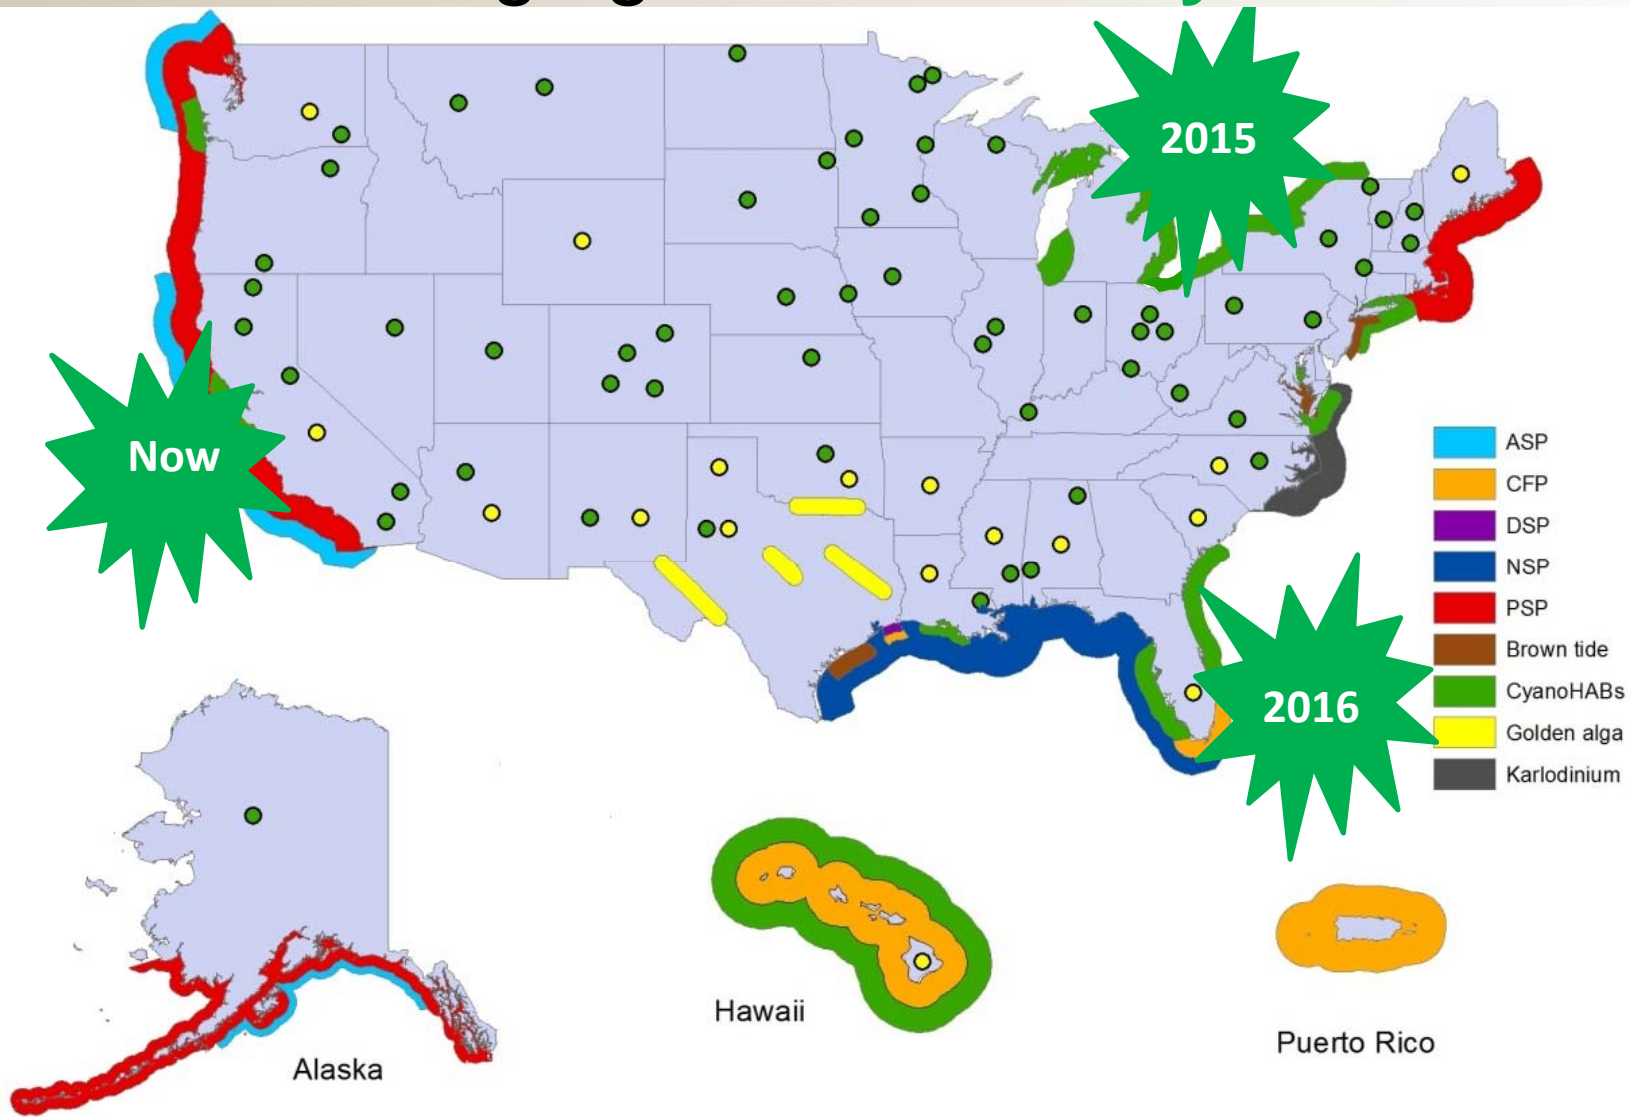 2015
Now
ASP
CFP
DSP
NSP
PSP
Brown tide
CyanoHABs
Golden alga
Karlodinium
2016
Hawaii
Puerto Rico
Alaska